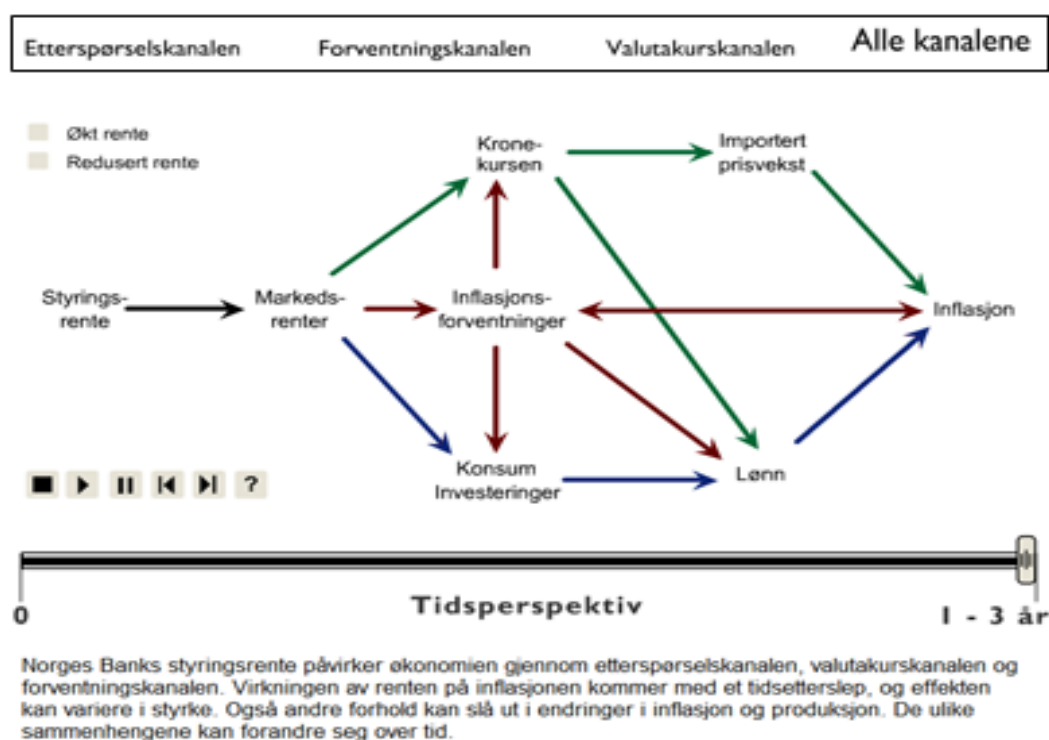 Etterspørselskanalen Forventningskanalen Valutakurskanalen Alle kanalene
Økt rente
Redusert rente
Krone-
kursen
Importert
prisvekst
Styrings-
rente
Markeds-
renter
Inflasjons-
forventninger
Inflasjon
Konsum
Investeringer
Lønn
?
0
Tidsperspektiv
1 - 3 år
Norges Banks styringsrente påvirker økonomien gjennom etterspørselskanalen, valutakurskanalen og
forventningskanalen. Virkningen av renten på inflasjonen kommer med et tidsetterslep, og effekten
kan variere i styrke. Også andre forhold kan slå ut i endringer i inflasjon og produksjon. De ulike
sammenhengene kan forandre seg over tid.